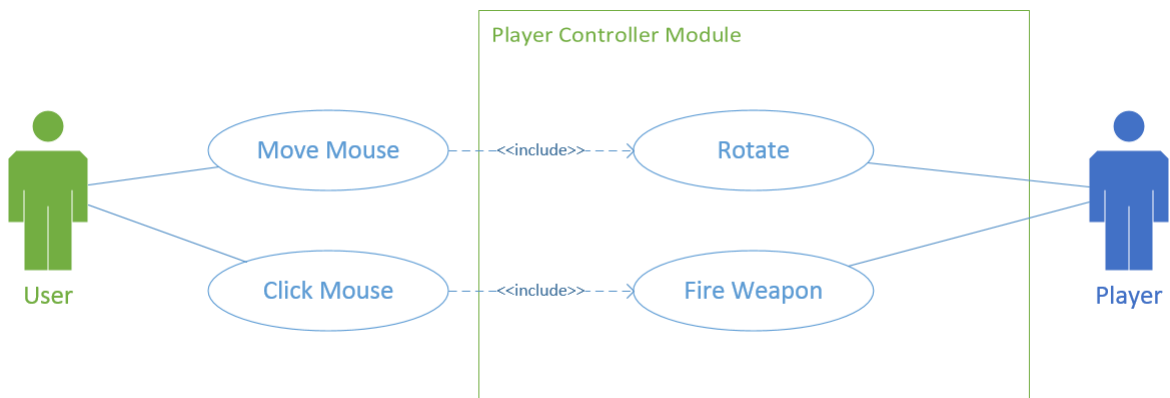 Player Controller Module
Move Mouse
<<include>>
Rotate
Click Mouse
<<include>>
Fire Weapon
User
Player